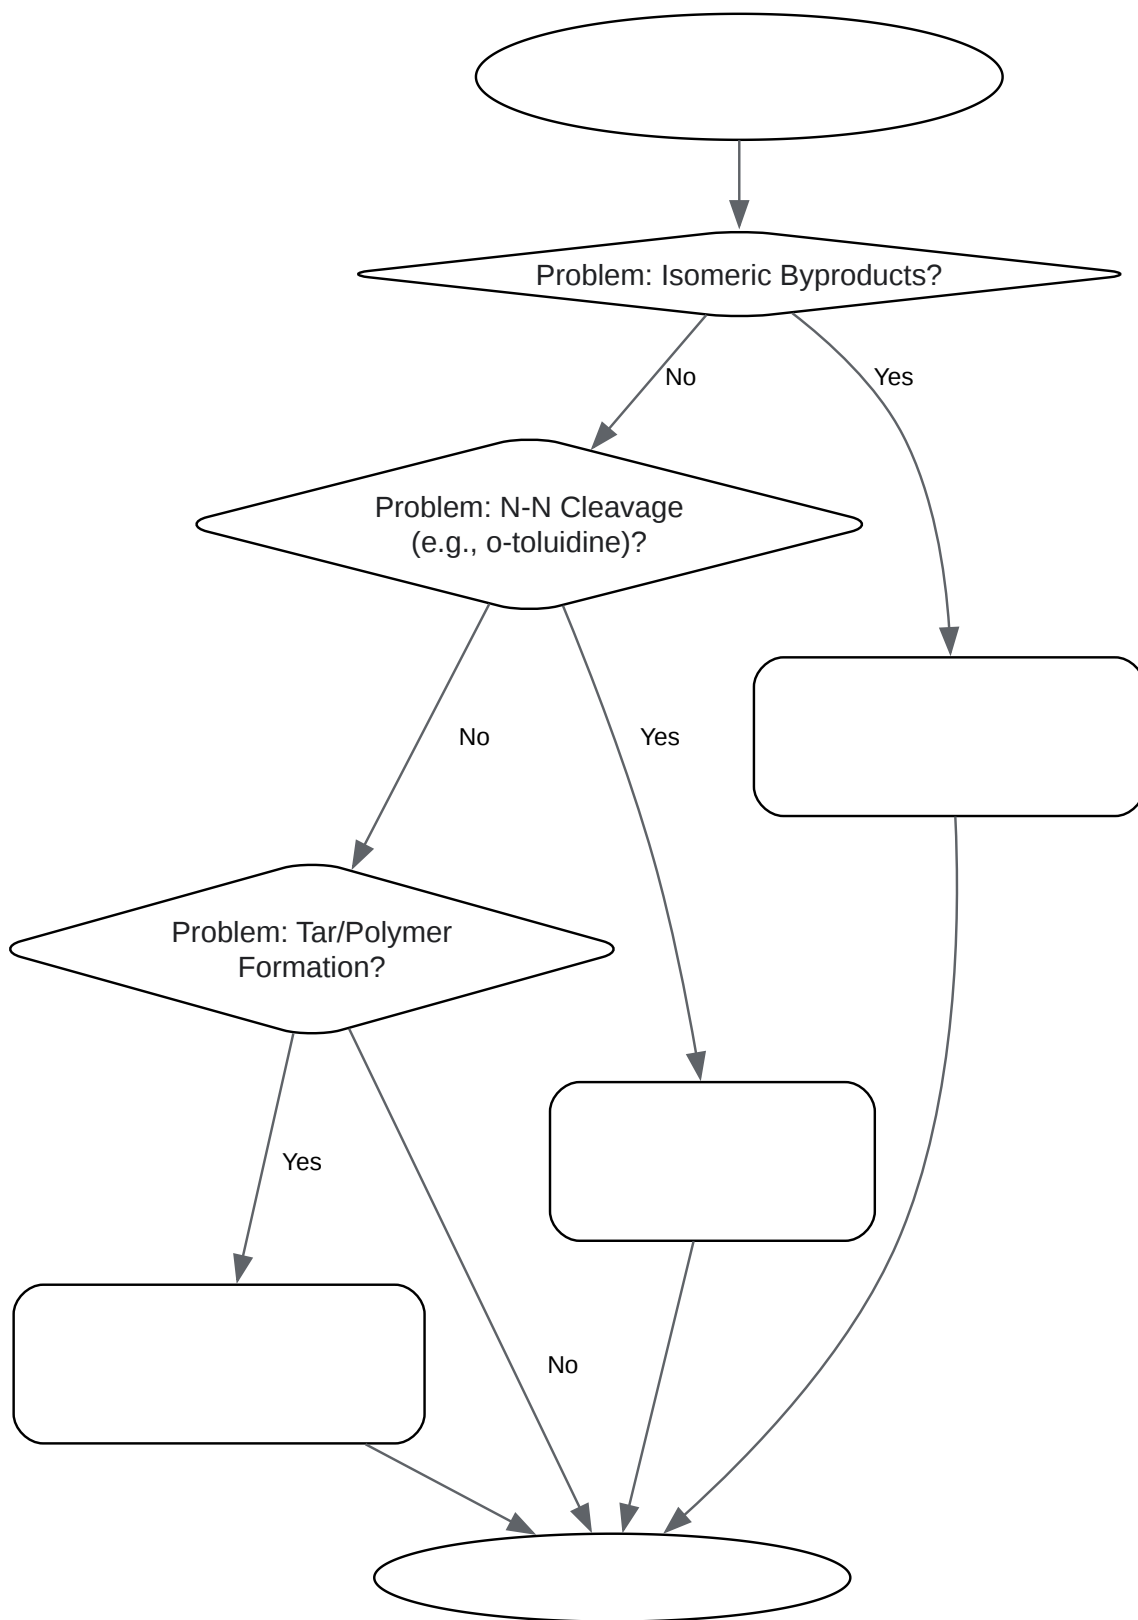 Problem: Isomeric Byproducts?
No
Yes
Problem: N-N Cleavage
(e.g., o-toluidine)?
No
Yes
Problem: Tar/Polymer
Formation?
Yes
No